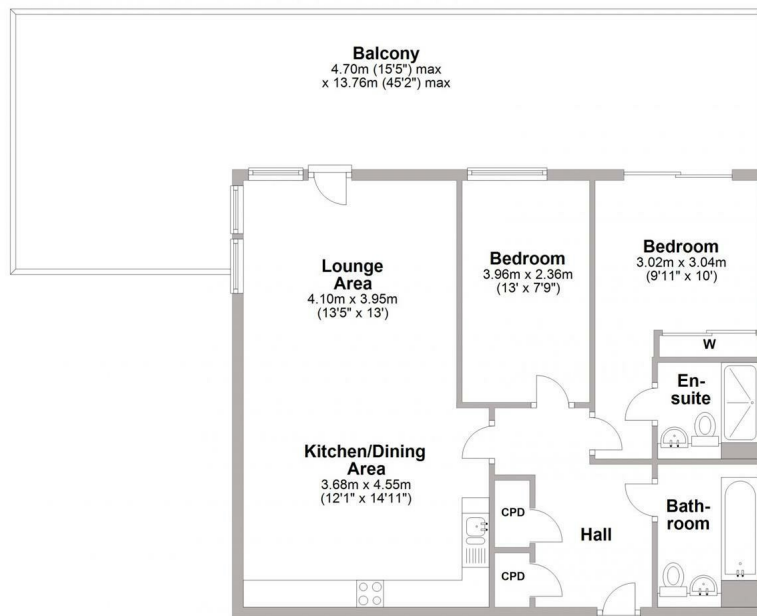 Balcony
4.70m (15'5") max
x 13.76m (45'2") max
Lounge
Area
4.10m x 3.95m
(13'5" x 13')
Bedroom
3.96m x 2.36m
(13' x 7'9")
Bedroom
3.02m x 3.04m
(9'11" x 10')
W
En-
suite
Kitchen/Dining
Area
3.68m x 4.55m
(12'1" x 14'11")
CPD
Hall
Bath-
room
CPD